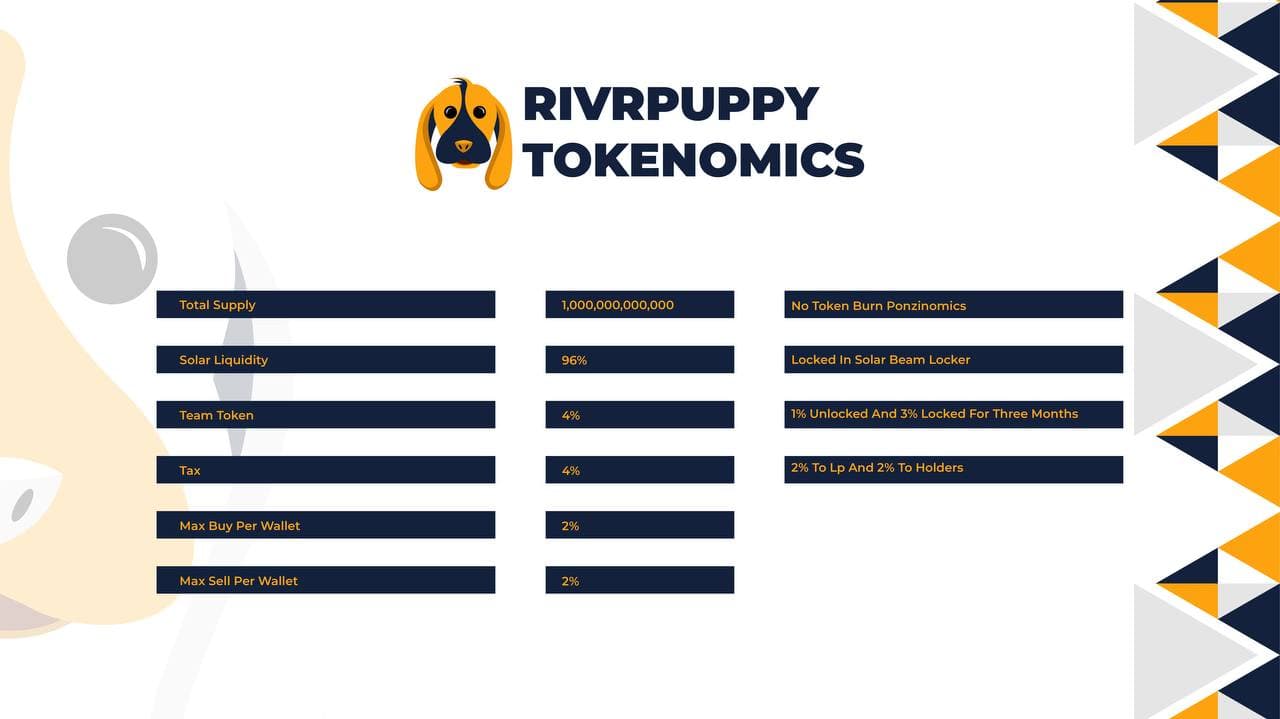 RIVRPUPPY
TOKENOMICS
Total Supply 1,000,000,000,000 No Token Burn Ponzinomics
Solar Liquidity 96% Locked In Solar Beam Locker
Team Token 4% 1% Unlocked And 3% Locked For Three Months
Tax 4% 2% To Lp And 2% To Holders
Max Buy Per Wallet 2%
Max Sell Per Wallet 2%